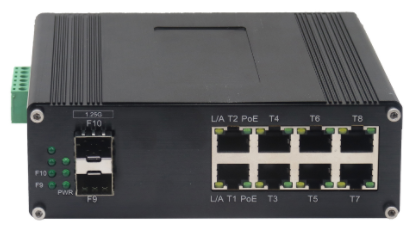 1.25G
F10
L/A T2 PoE T4 T6 T8
F10
F9
PWR
F9
L/A T1 PoE T3 T5 T7